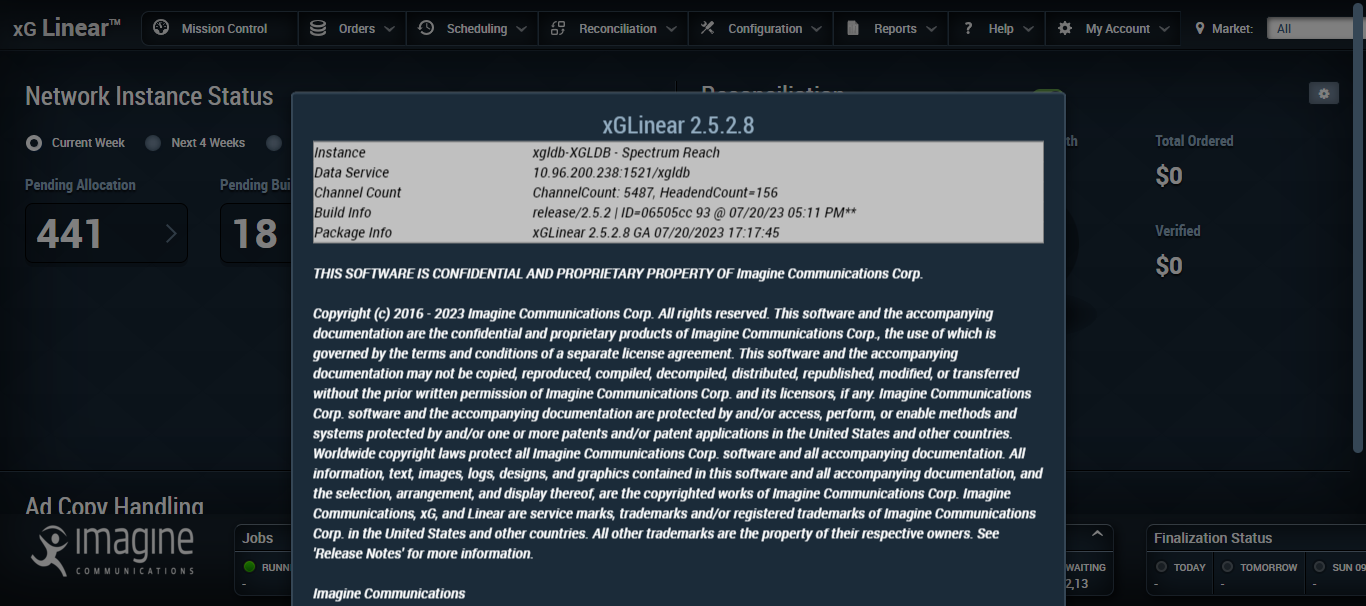 xG Linear™ Mission Control Orders Scheduling Reconciliation Configuration Reports ? Help My Account Market: All
Network Instance Status
Reconciliation
Current Week Next 4 Weeks
Pending Allocation
441
18
Total Ordered
$0
Verified
$0
xGLinear 2.5.2.8
Instance xgldb-XGLDB - Spectrum Reach
Data Service 10.96.200.238:1521/xgldb
Channel Count ChannelCount: 5487, HeadendCount=156
Build Info release/2.5.2 | ID=06505cc 93 @ 07/20/23 05:11 PM**
Package Info xGLinear 2.5.2.8 GA 07/20/2023 17:17:45
THIS SOFTWARE IS CONFIDENTIAL AND PROPRIETARY PROPERTY OF Imagine Communications Corp.
Copyright (c) 2016 - 2023 Imagine Communications Corp. All rights reserved. This software and the accompanying
documentation are the confidential and proprietary products of Imagine Communications Corp., the use of which is
governed by the terms and conditions of a separate license agreement. This software and the accompanying
documentation may not be copied, reproduced, compiled, decompiled, distributed, republished, modified, or transferred
without the prior written permission of Imagine Communications Corp. and its licensors, if any. Imagine Communications
Corp. software and the accompanying documentation are protected by and/or access, perform, or enable methods and
systems protected by and/or one or more patents and/or patent applications in the United States and other countries.
Worldwide copyright laws protect all Imagine Communications Corp. software and all accompanying documentation. All
information, text, images, logs, designs, and graphics contained in this software and all accompanying documentation, and
the selection, arrangement, and display thereof, are the copyrighted works of Imagine Communications Corp. Imagine
Communications, xG, and Linear are service marks, trademarks and/or registered trademarks of Imagine Communications
Corp. in the United States and other countries. All other trademarks are the property of their respective owners. See
'Release Notes' for more information.
Imagine Communications
Ad Copy Handling
imagine
COMMUNICATIONS
Jobs
-
WAITING
2,13
Finalization Status
TODAY TOMORROW SUN 09
- - -